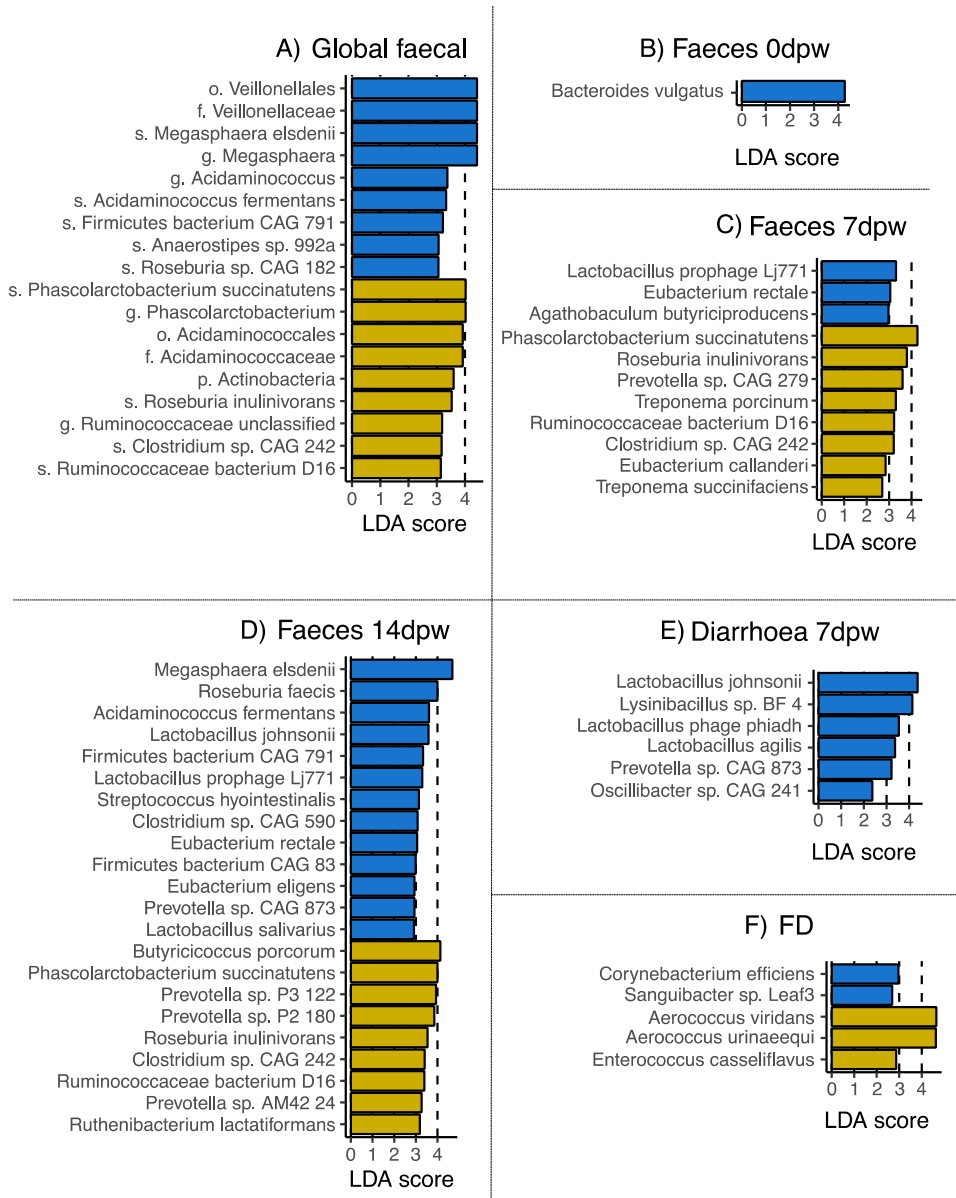 A) Global faecal
o. Veillonellales
f. Veillonellaceae
s. Megasphaera elsdenii
g. Megasphaera
g. Acidaminococcus
s. Acidaminococcus fermentans
s. Firmicutes bacterium CAG 791
s. Anaerostipes sp. 992a
s. Roseburia sp. CAG 182
s. Phascolarctobacterium succinatutens
g. Phascolarctobacterium
o. Acidaminococcales
f. Acidaminococcaceae
p. Actinobacteria
s. Roseburia inulinivorans
g. Ruminococcaceae unclassified
s. Clostridium sp. CAG 242
s. Ruminococcaceae bacterium D16
0 1 2 3 4
LDA score
B) Faeces 0dpw
Bacteroides vulgatus
0 1 2 3 4
LDA score
C) Faeces 7dpw
Lactobacillus prophage Lj771
Eubacterium rectale
Agathobaculum butyriciproducens
Phascolarctobacterium succinatutens
Roseburia inulinivorans
Prevotella sp. CAG 279
Treponema porcinum
Ruminococcaceae bacterium D16
Clostridium sp. CAG 242
Eubacterium callanderi
Treponema succinifaciens
0 1 2 3 4
LDA score
D) Faeces 14dpw
Megasphaera elsdenii
Roseburia faecis
Acidaminococcus fermentans
Lactobacillus johnsonii
Firmicutes bacterium CAG 791
Lactobacillus prophage Lj771
Streptococcus hyointestinalis
Clostridium sp. CAG 590
Eubacterium rectale
Firmicutes bacterium CAG 83
Eubacterium eligens
Prevotella sp. CAG 873
Lactobacillus salivarius
Butyricicoccus porcorum
Phascolarctobacterium succinatutens
Prevotella sp. P3 122
Prevotella sp. P2 180
Roseburia inulinivorans
Clostridium sp. CAG 242
Ruminococcaceae bacterium D16
Prevotella sp. AM42 24
Ruthenibacterium lactatiformans
0 1 2 3 4
LDA score
E) Diarrhoea 7dpw
Lactobacillus johnsonii
Lysinibacillus sp. BF 4
Lactobacillus phage phiadh
Lactobacillus agilis
Prevotella sp. CAG 873
Oscillibacter sp. CAG 241
0 1 2 3 4
LDA score
F) FD
Corynebacterium efficiens
Sanguibacter sp. Leaf3
Aerococcus viridans
Aerococcus urinaeequi
Enterococcus casseliflavus
0 1 2 3 4
LDA score